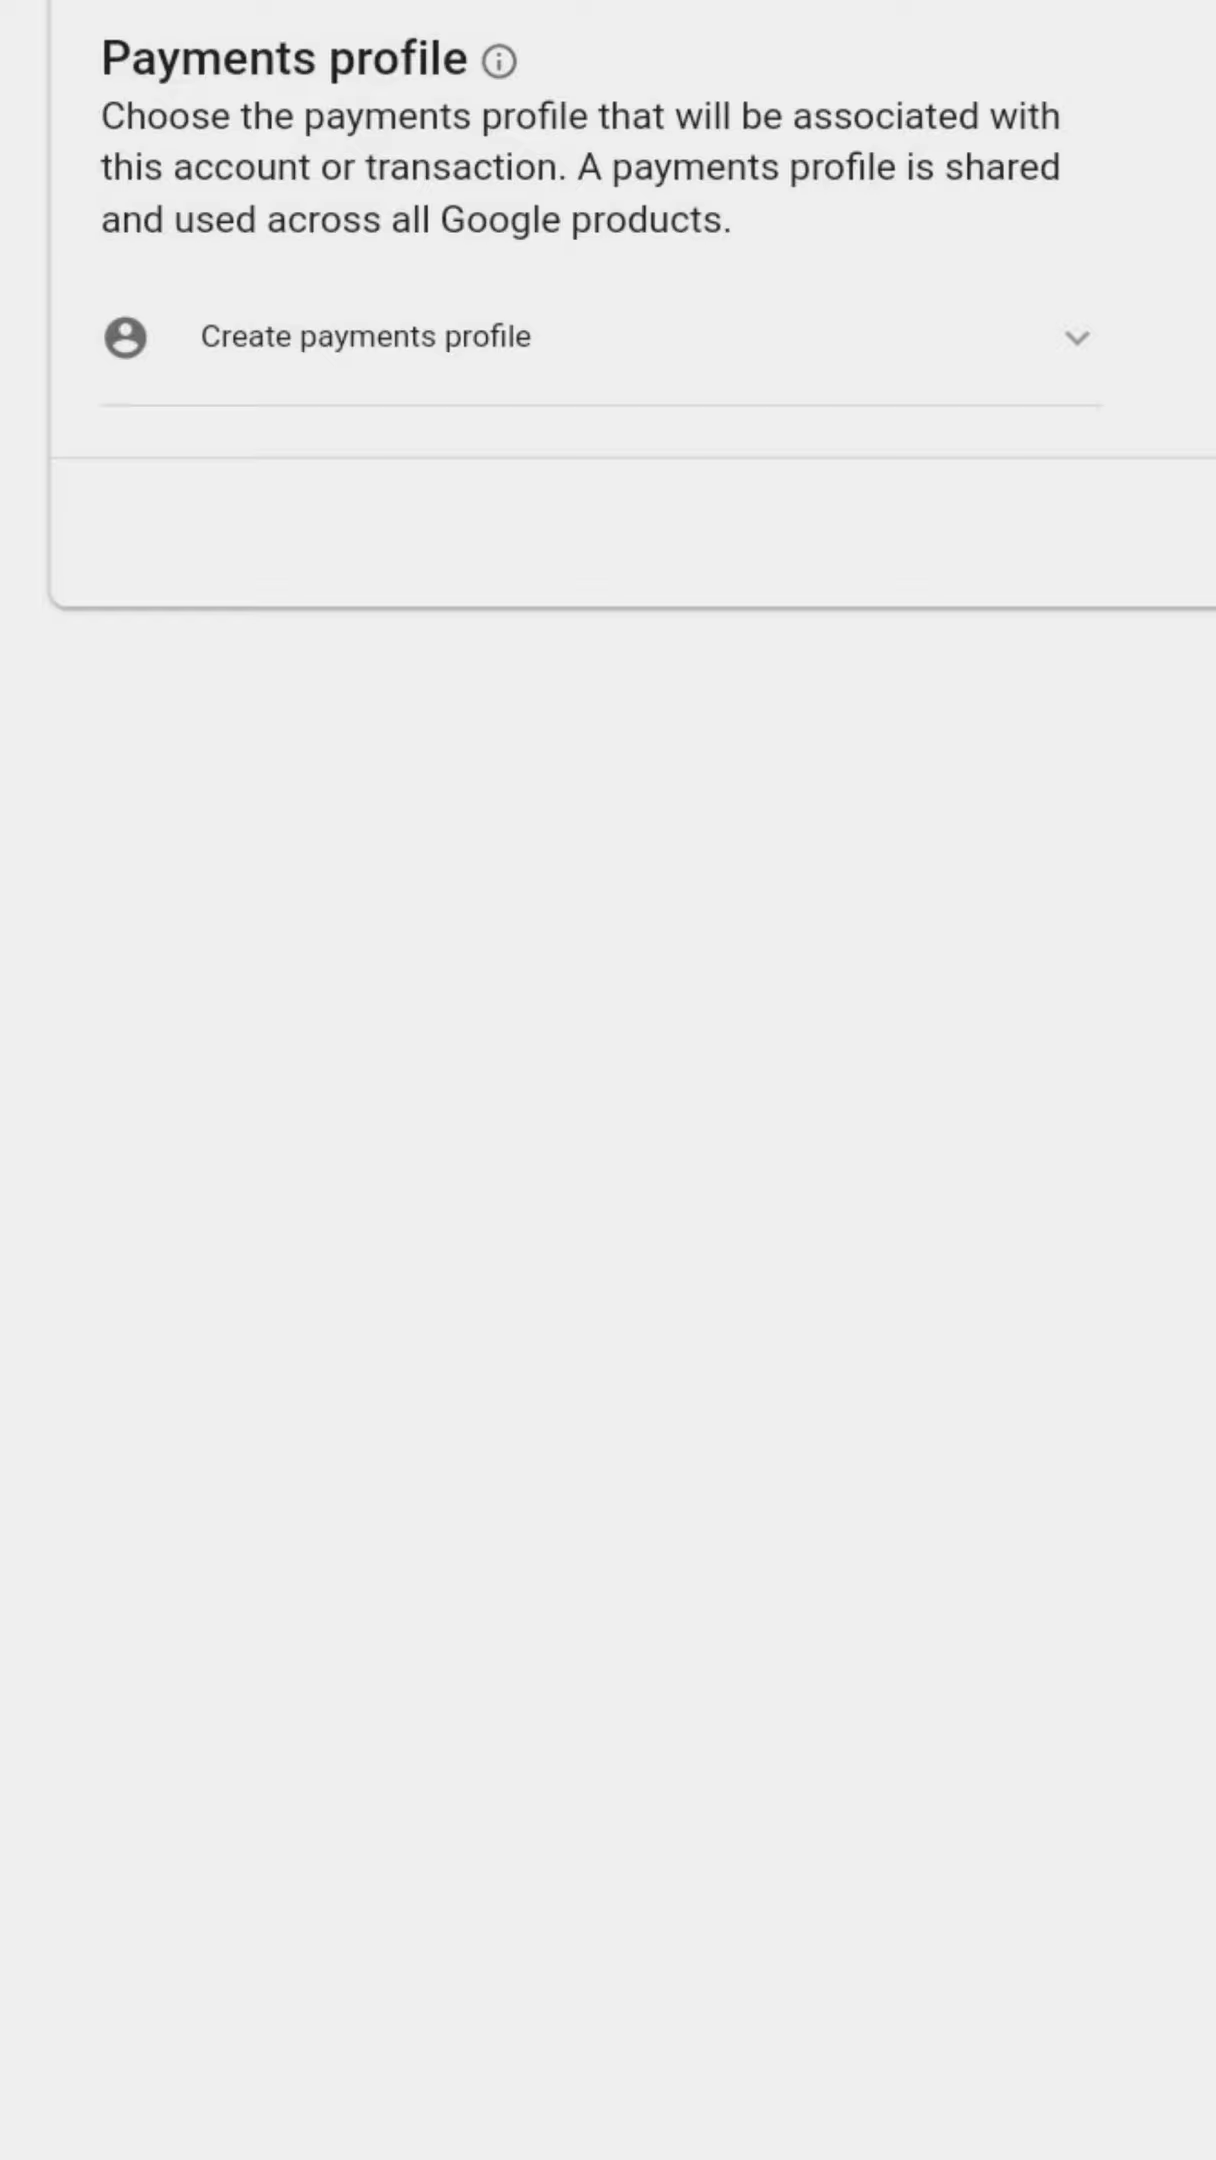 Payments profile
Choose the payments profile that will be associated with
this account or transaction. A payments profile is shared
and used across all Google products.
Create payments profile